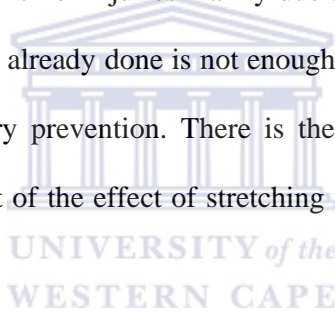 already done is not enough
ry prevention. There is the
t of the effect of stretching
UNIVERSITY of the
WESTERN CAPE